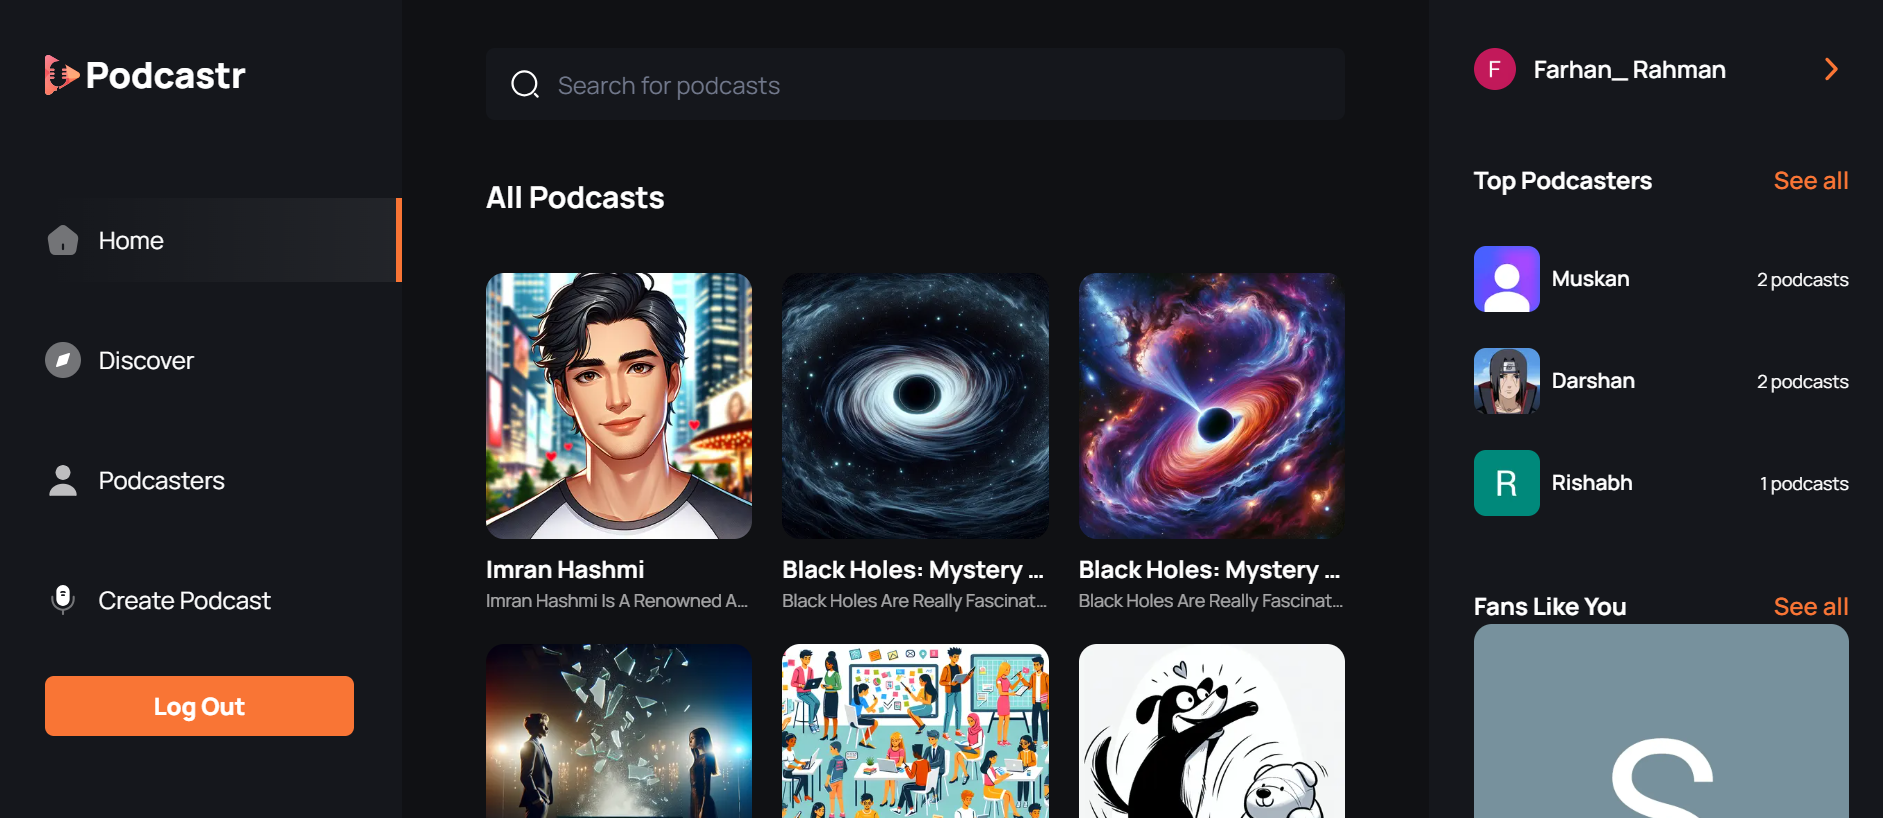 Podcastr
Home
Discover
Podcasters
Create Podcast
Log Out
Search for podcasts
All Podcasts
Imran Hashmi
Imran Hashmi Is A Renowned A...
Black Holes: Mystery ...
Black Holes Are Really Fascinat...
Black Holes: Mystery ...
Black Holes Are Really Fascinat...
F
Farhan_ Rahman
Top Podcasters
See all
Muskan
2 podcasts
Darshan
2 podcasts
R
Rishabh
1 podcasts
Fans Like You
See all
S